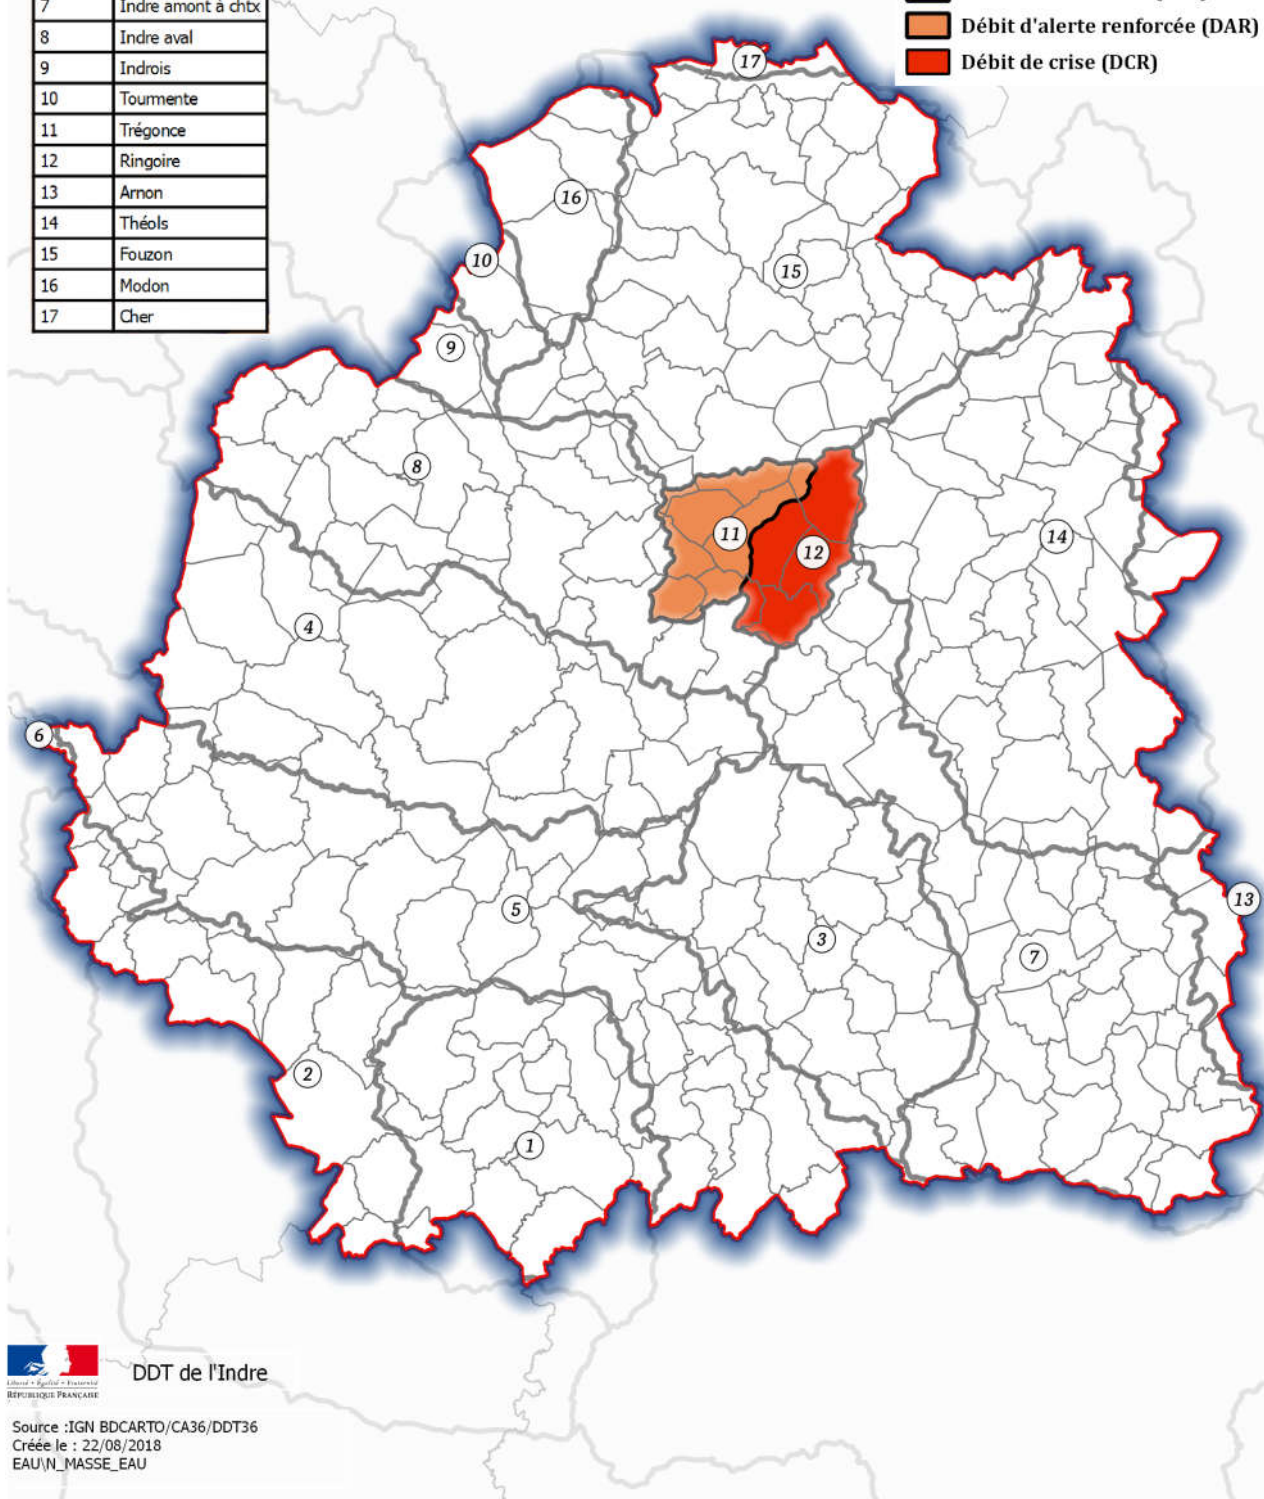 7 Indre amont à chtx
8 Indre aval
9 Indrois
10 Tourmente
11 Trégonce
12 Ringoire
13 Arnon
14 Théols
15 Fouzon
16 Modon
17 Cher
Débit d'alerte renforcée (DAR)
Débit de crise (DCR)
17
16
10
15
9
8
11
12
14
4
6
5
3
13
7
2
1
RÉPUBLIQUE FRANÇAISE
DDT de l'Indre
Source :IGN BDCARTO/CA36/DDT36
Créée le : 22/08/2018
EAU\N_MASSE_EAU